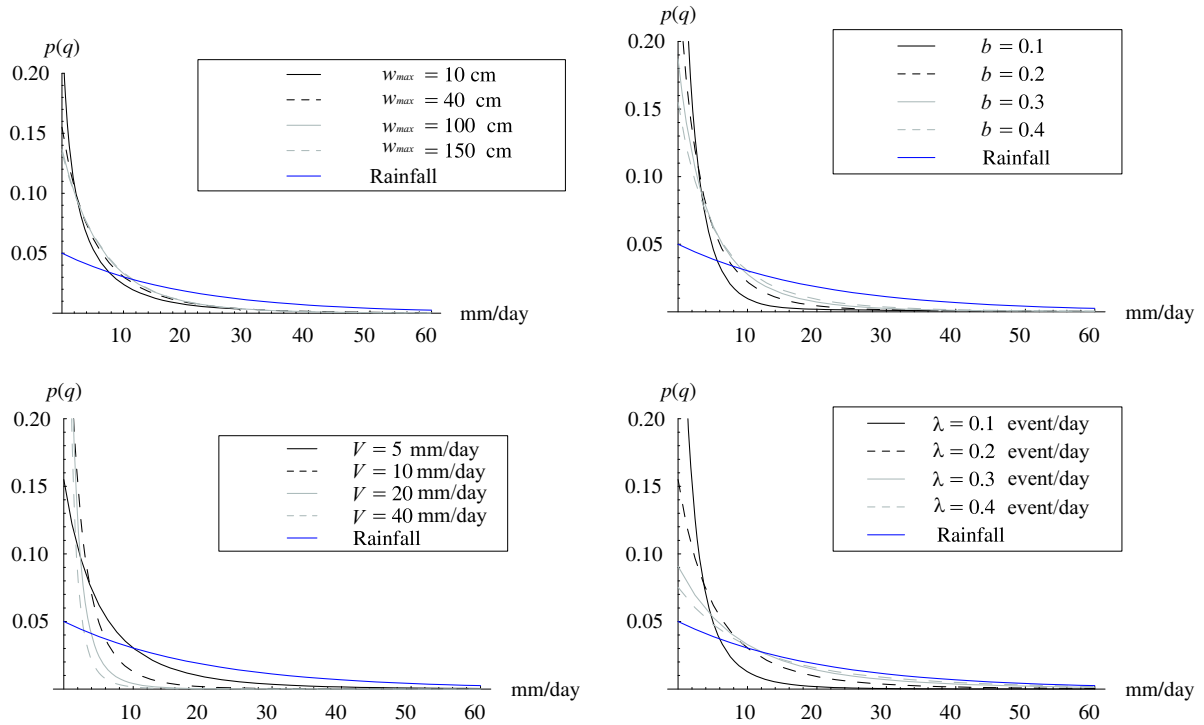 p(q)
0.20
0.15
0.10
0.05
10 20 30 40 50 60
mm/day
wmax = 10 cm
wmax = 40 cm
wmax = 100 cm
wmax = 150 cm
Rainfall
p(q)
0.20
0.15
0.10
0.05
10 20 30 40 50 60
mm/day
b = 0.1
b = 0.2
b = 0.3
b = 0.4
Rainfall
p(q)
0.20
0.15
0.10
0.05
10 20 30 40 50 60
mm/day
V = 5 mm/day
V = 10 mm/day
V = 20 mm/day
V = 40 mm/day
Rainfall
p(q)
0.20
0.15
0.10
0.05
10 20 30 40 50 60
mm/day
λ = 0.1 event/day
λ = 0.2 event/day
λ = 0.3 event/day
λ = 0.4 event/day
Rainfall